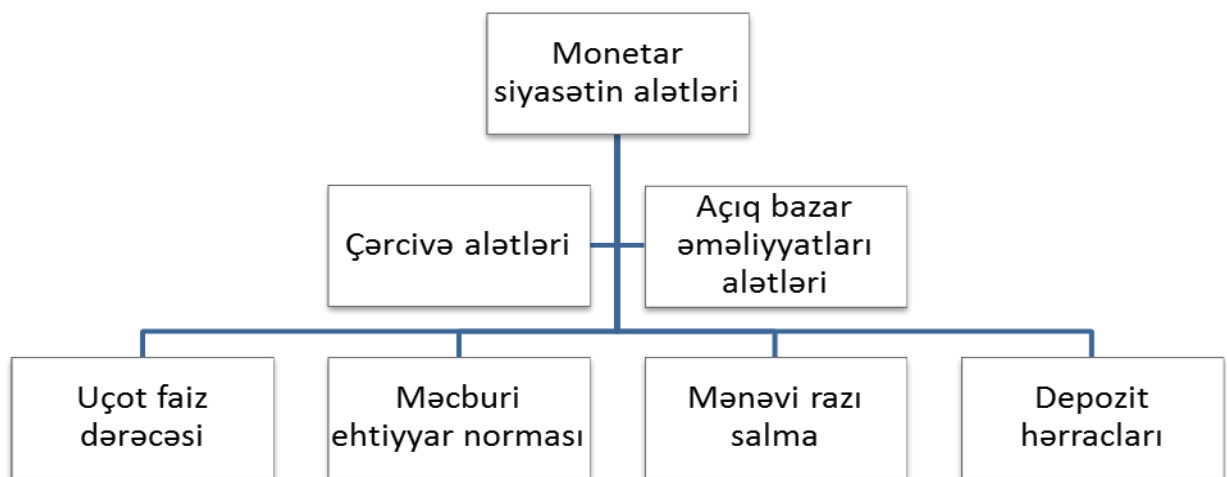 Monetar
siyasətin alətləri
Çərcivə alətləri
Açıq bazar
əməliyyatları
alətləri
Uçot faiz
dərəcəsi
Məcburi
ehtiyyar norması
Mənəvi razı
salma
Depozit
hərracları